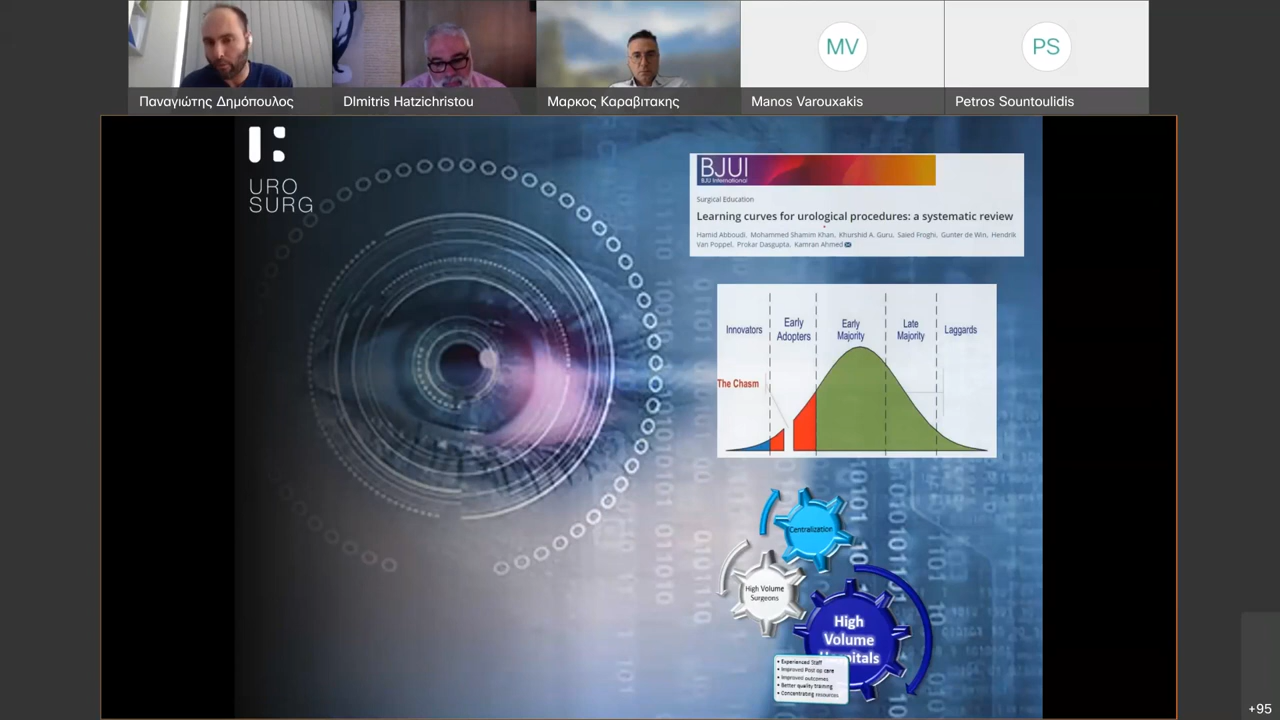 MV
PS
Παναγιώτης Δημόπουλος
DImitris Hatzichristou
Μαρκος Καραβιτακης
Manos Varouxakis
Petros Sountoulidis
URO
SURG
BJUI
BJU International
Surgical Education
Learning curves for urological procedures: a systematic review
Hamid Abboudi, Mohammed Shamim Khan, Khurshid A. Guru, Saied Froghi, Gunter de Win, Hendrik
Van Poppel, Prokar Dasgupta, Kamran Ahmed
Innovators
Early
Adopters
Early
Majority
Late
Majority
Laggards
The Chasm
Centralization
High Volume
Surgeons
High
Volume
Hospitals
• Experienced Staff
• Improved Post op care
• Improved outcomes
• Better quality training
• Concentrating resources
+95